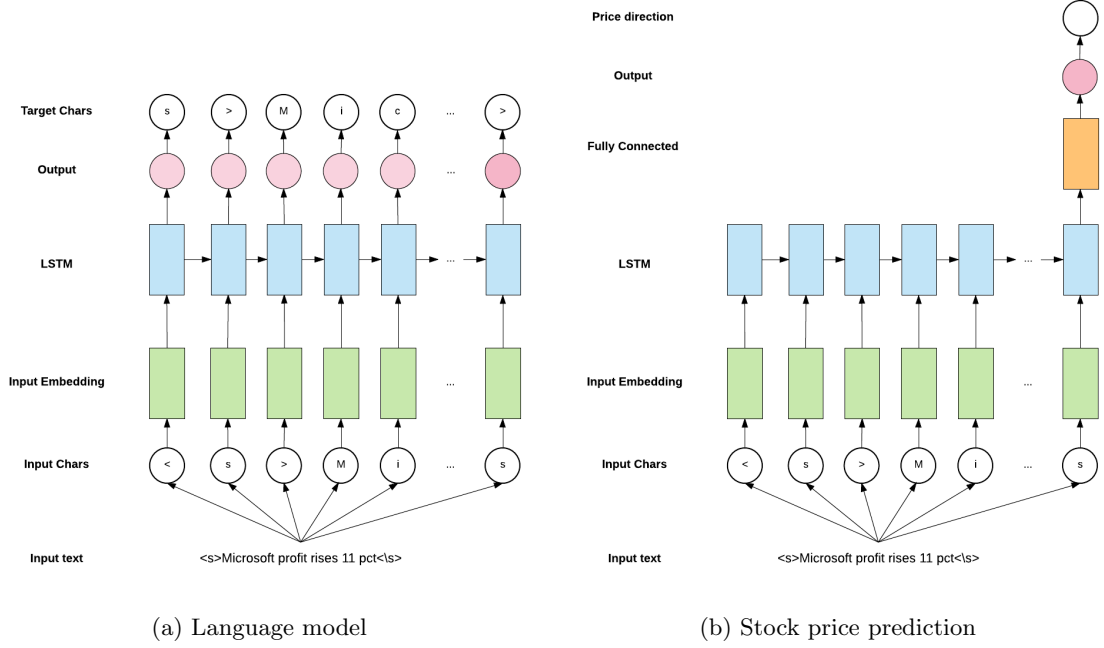 Price direction
Output
Fully Connected
Target Chars s > M i c ... >
Output ...
LSTM ...
Input Embedding ...
Input Chars < s > M i ... s
Input text <s>Microsoft profit rises 11 pct<\s>
(a) Language model
LSTM ...
Input Embedding ...
Input Chars < s > M i ... s
Input text <s>Microsoft profit rises 11 pct<\s>
(b) Stock price prediction